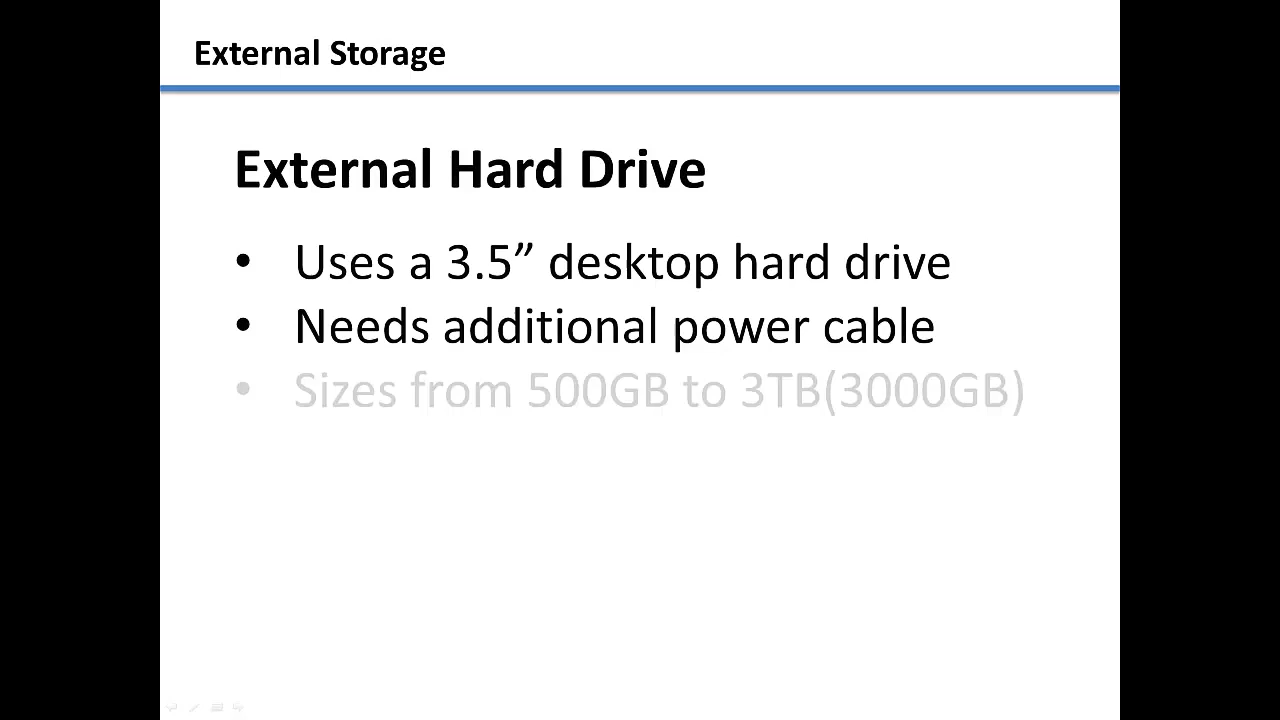 External Storage
External Hard Drive
• Uses a 3.5” desktop hard drive
• Needs additional power cable
• Sizes from 500GB to 3TB(3000GB)